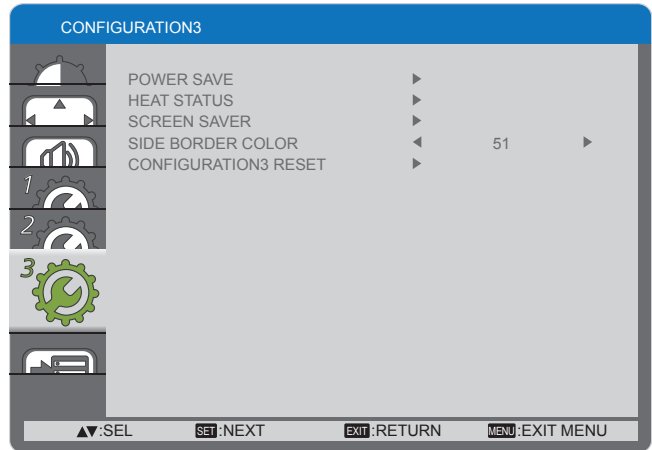 CONFIGURATION3
POWER SAVE
HEAT STATUS
SCREEN SAVER
SIDE BORDER COLOR 51
CONFIGURATION3 RESET
1
2
3
:SEL SET:NEXT EXIT:RETURN MENU:EXIT MENU